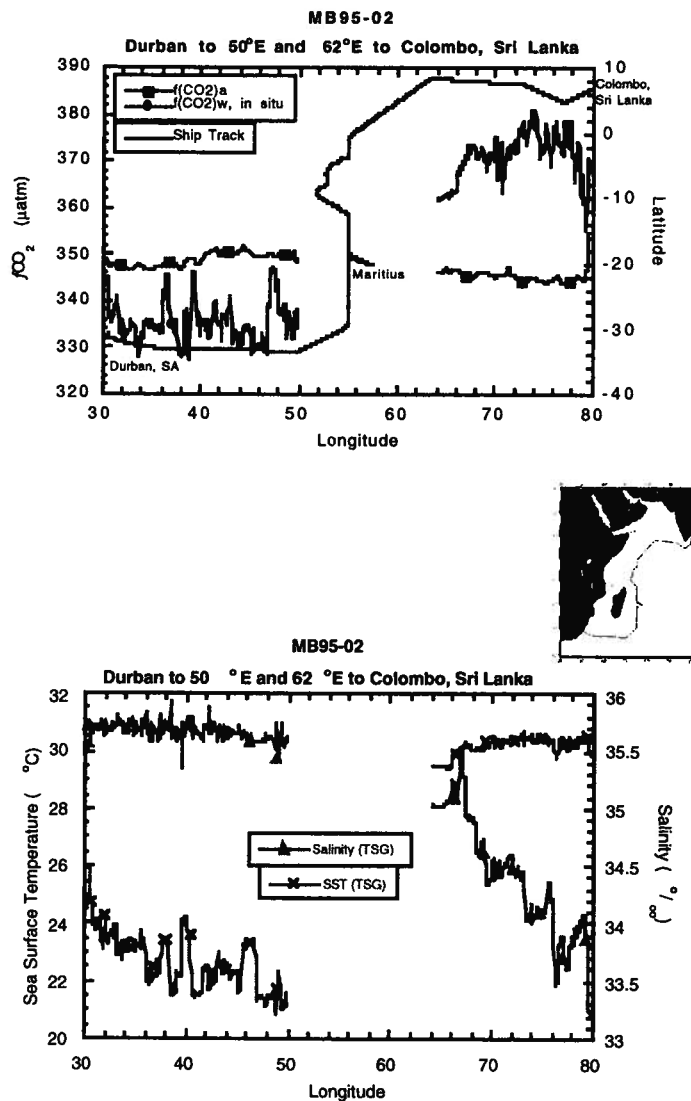 MB95-02
Durban to 50°E and 62°E to Colombo, Sri Lanka
390
380
370
360
350
340
330
320
fCO2 (µatm)
f(CO2)a
f(CO2)w, in situ
Ship Track
Colombo, Sri Lanka
Maritius
Durban, SA
10
0
-10
-20
-30
-40
Latitude
30 40 50 60 70 80
Longitude
MB95-02
Durban to 50 °E and 62 °E to Colombo, Sri Lanka
32
30
28
26
24
22
20
Sea Surface Temperature ( °C)
Salinity (TSG)
SST (TSG)
36
35.5
35
34.5
34
33.5
33
Salinity ( °/oo)
30 40 50 60 70 80
Longitude